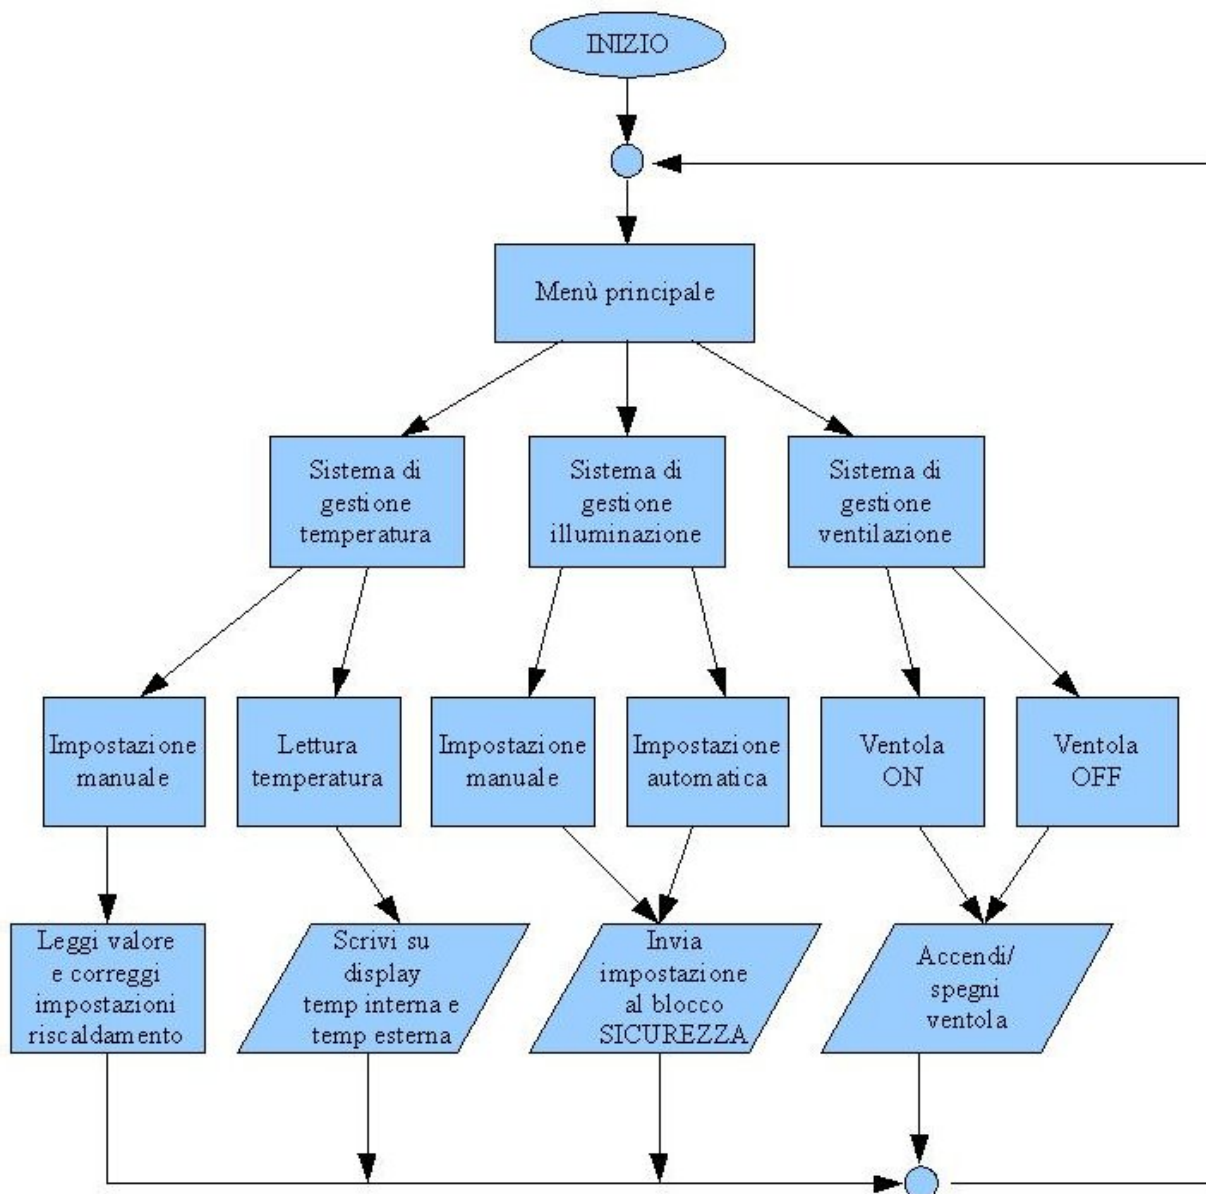 INIZIO
Menù principale
Sistema di
gestione
temperatura
Sistema di
gestione
illuminazione
Sistema di
gestione
ventilazione
Impostazione
manuale
Lettura
temperatura
Impostazione
manuale
Impostazione
automatica
Ventola
ON
Ventola
OFF
Leggi valore
e correggi
impostazioni
riscaldamento
Scrivi su
display
temp interna e
temp esterna
Invia
impostazione
al blocco
SICUREZZA
Accendi/
spegni
ventola